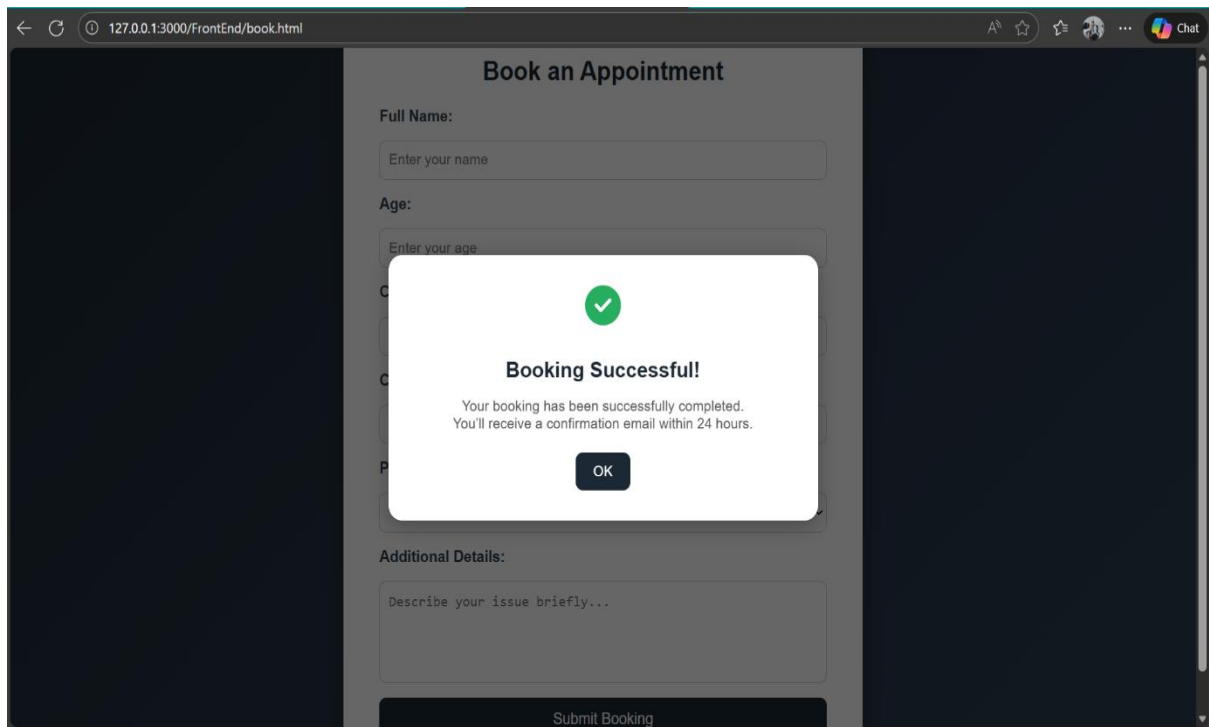 127.0.0.1:3000/FrontEnd/book.html
Chat
Book an Appointment
Full Name:
Enter your name
Age:
Enter your age
C
Booking Successful!
C
Your booking has been successfully completed.
You'll receive a confirmation email within 24 hours.
P
OK
Additional Details:
Describe your issue briefly...
Submit Booking